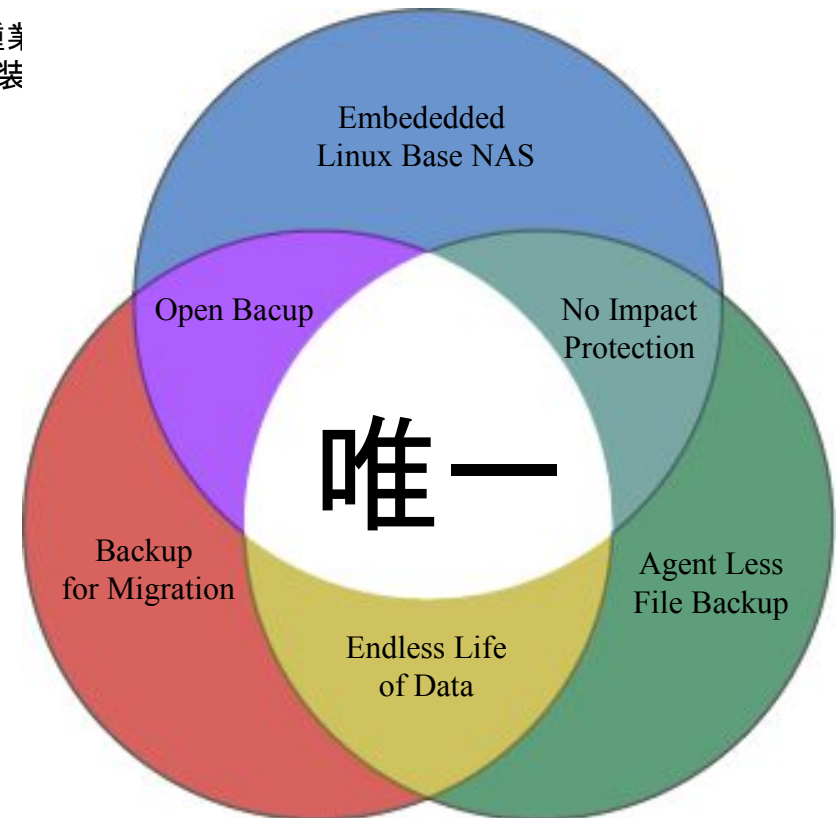 装
Embededded
Linux Base NAS
Open Bacup
No Impact
Protection
唯一
Backup
for Migration
Agent Less
File Backup
Endless Life
of Data